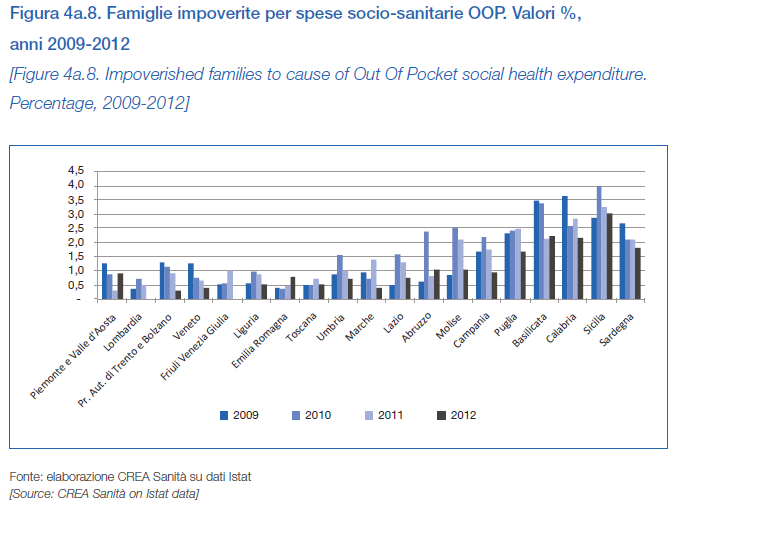 Figura 4a.8. Famiglie impoverite per spese socio-sanitarie OOP. Valori %,
anni 2009-2012
[Figure 4a.8. Impoverished families to cause of Out Of Pocket social health expenditure.
Percentage, 2009-2012]
4,5
4,0
3,5
3,0
2,5
2,0
1,5
1,0
0,5
-
Piemonte e Valle d'Aosta
Lombardia
Pr. Aut. di Trento e Bolzano
Veneto
Friuli Venezia Giulia
Liguria
Emilia Romagna
Toscana
Umbria
Marche
Lazio
Abruzzo
Molise
Campania
Puglia
Basilicata
Calabria
Sicilia
Sardegna
2009 2010 2011 2012
Fonte: elaborazione CREA Sanità su dati Istat
[Source: CREA Sanità on Istat data]